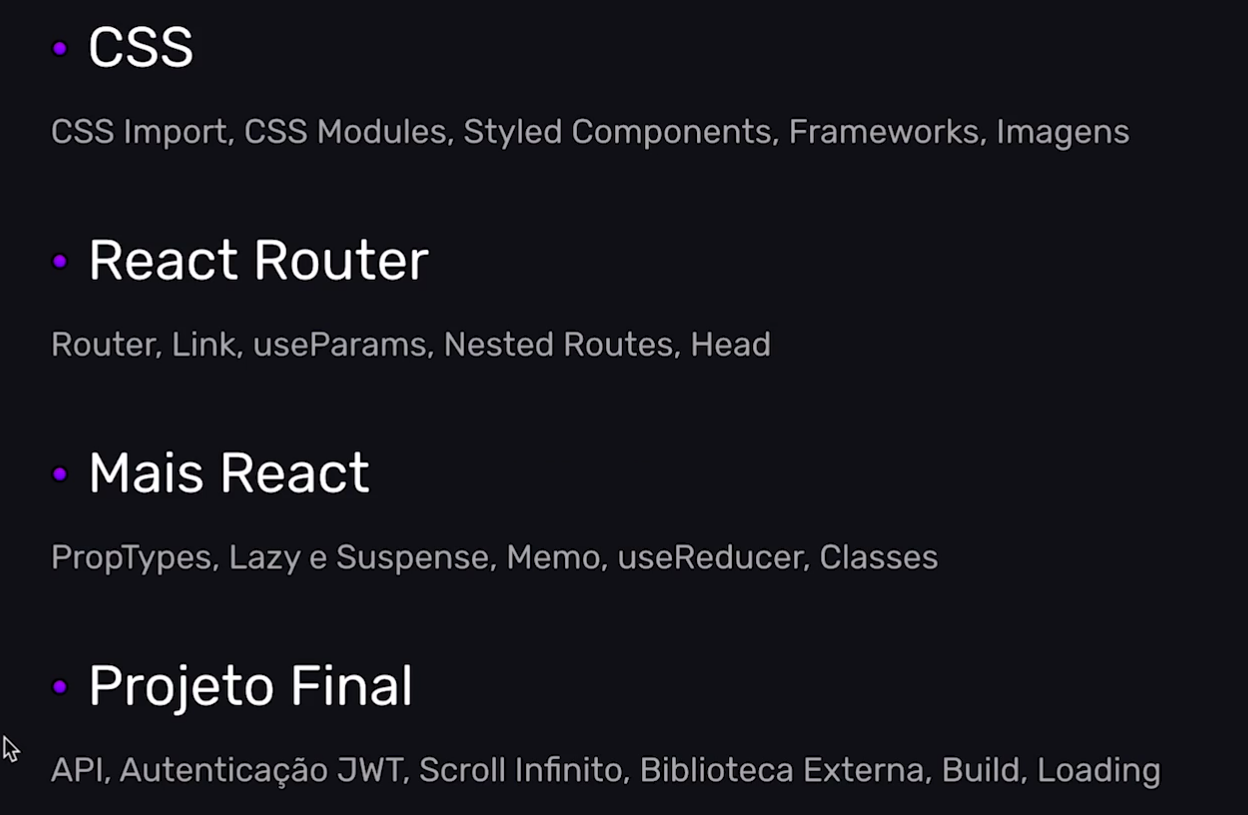 • CSS
CSS Import, CSS Modules, Styled Components, Frameworks, Imagens
• React Router
Router, Link, useParams, Nested Routes, Head
• Mais React
PropTypes, Lazy e Suspense, Memo, useReducer, Classes
• Projeto Final
API, Autenticação JWT, Scroll Infinito, Biblioteca Externa, Build, Loading